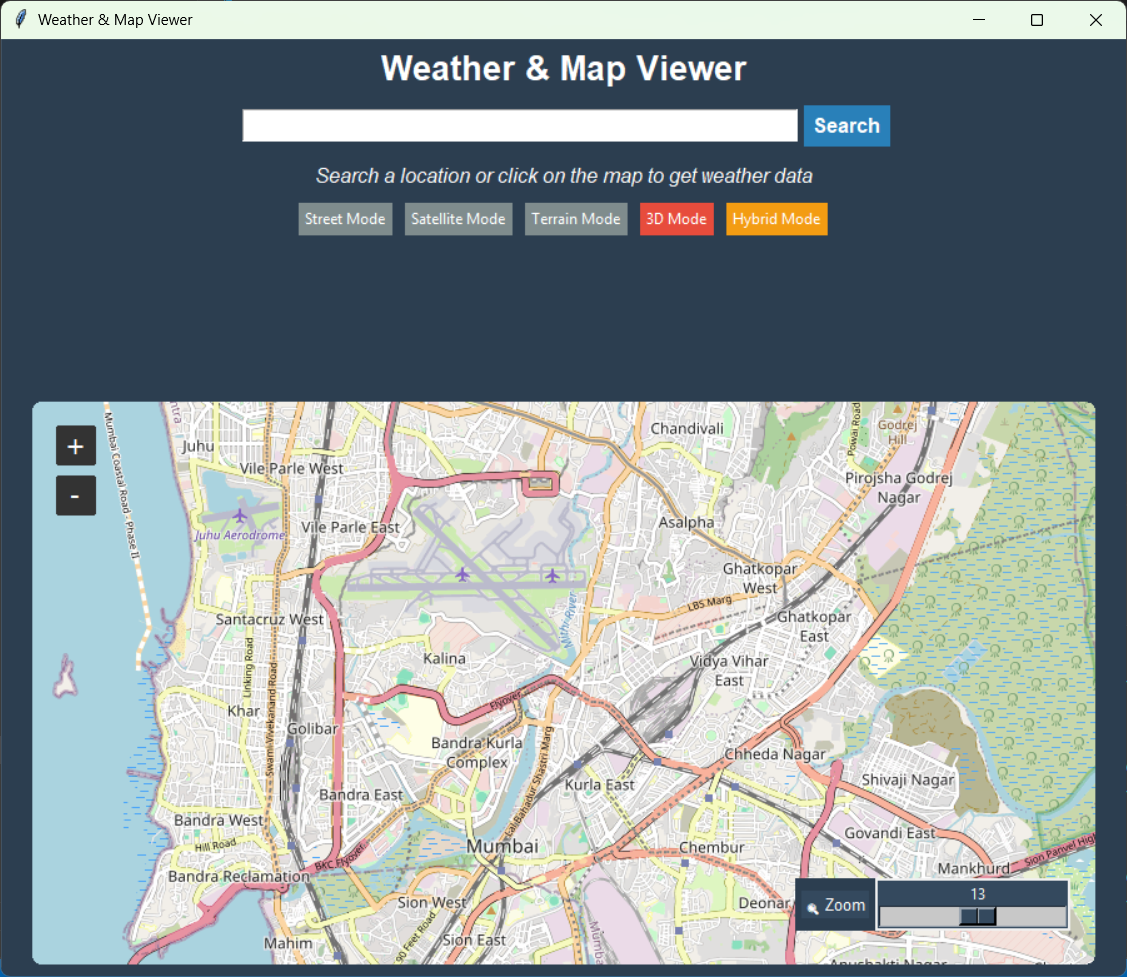 Weather & Map Viewer
Weather & Map Viewer
Search
Search a location or click on the map to get weather data
Street Mode
Satellite Mode
Terrain Mode
3D Mode
Hybrid Mode
+
-
Mumbai Coastal Road - Phase II
Juhu
Vile Parle West
Chandivali
Powai Road
Godrej
Hill
Pirojsha Godrej
Nagar
Vile Parle East
Juhu Aerodrome
Asalpha
Ghatkopar
West
LBS Marg
Mithi River
Ghatkopar
East
Santacruz West
Linking Road
Kalina
Vidya Vihar
East
Swami Vivekanand Road
Khar
Golibar
Flyover
Bandra Kurla
Complex
Lal Bahadur Shastri Marg
Chheda Nagar
Kurla East
Shivaji Nagar
Bandra East
Bandra West
Hill Road
BKC Flyover
Mumbai
Chembur
Govandi East
Sion Panvel High
Mankhurd
Bandra Reclamation
Sion West
90 Feet Road
Deonar
Zoom
13
Mahim
Sion East
Mumb
Anushakti Nagar